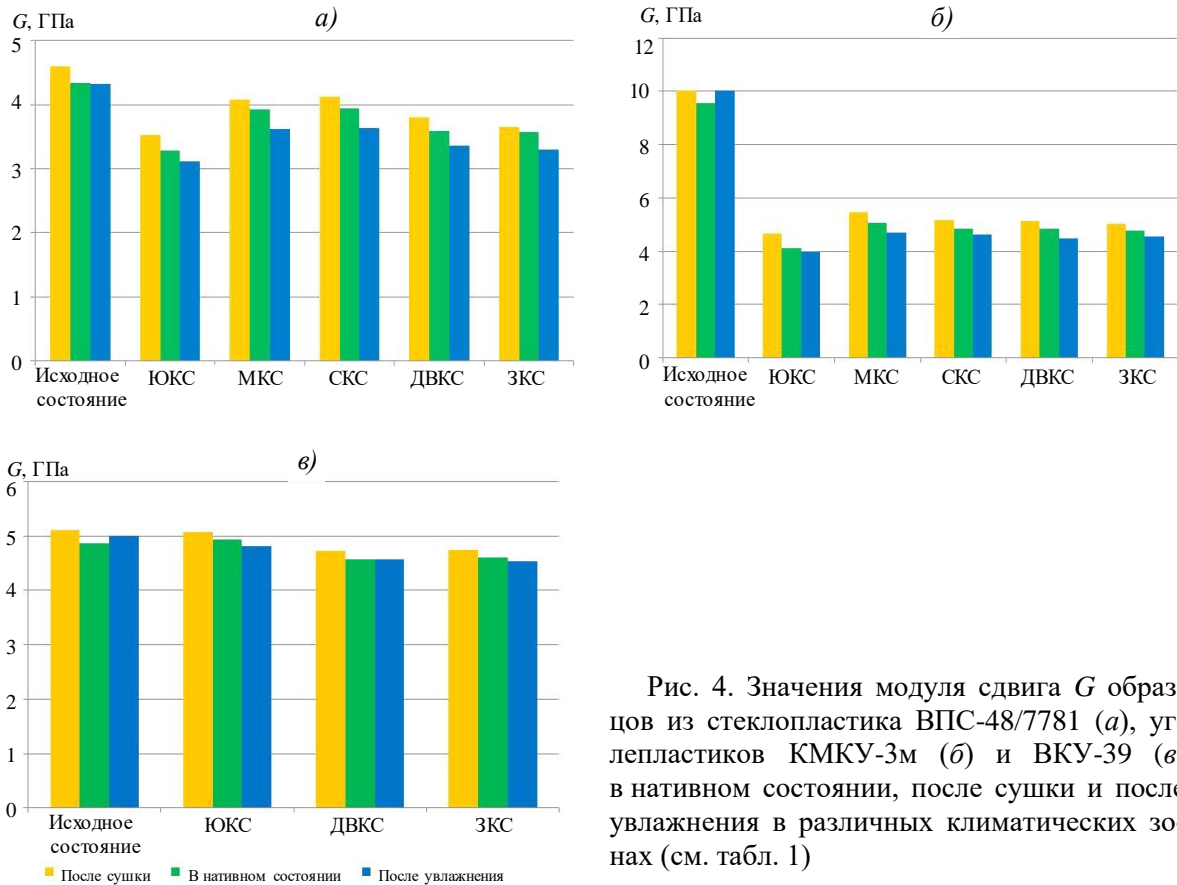 G, ГПа
а)
5
4
3
2
1
0
Исходное
состояние
ЮКС
МКС
СКС
ДВКС
ЗКС
G, ГПа
б)
12
10
8
6
4
2
0
Исходное
состояние
ЮКС
МКС
СКС
ДВКС
ЗКС
G, ГПа
в)
6
5
4
3
2
1
0
Исходное
состояние
ЮКС
ДВКС
ЗКС
После сушки
В нативном состоянии
После увлажнения
Рис. 4. Значения модуля сдвига G образ
цов из стеклопластика ВПС-48/7781 (а), уг
лепластиков КМКУ-3м (б) и ВКУ-39 (в
в нативном состоянии, после сушки и после
увлажнения в различных климатических зо
нах (см. табл. 1)